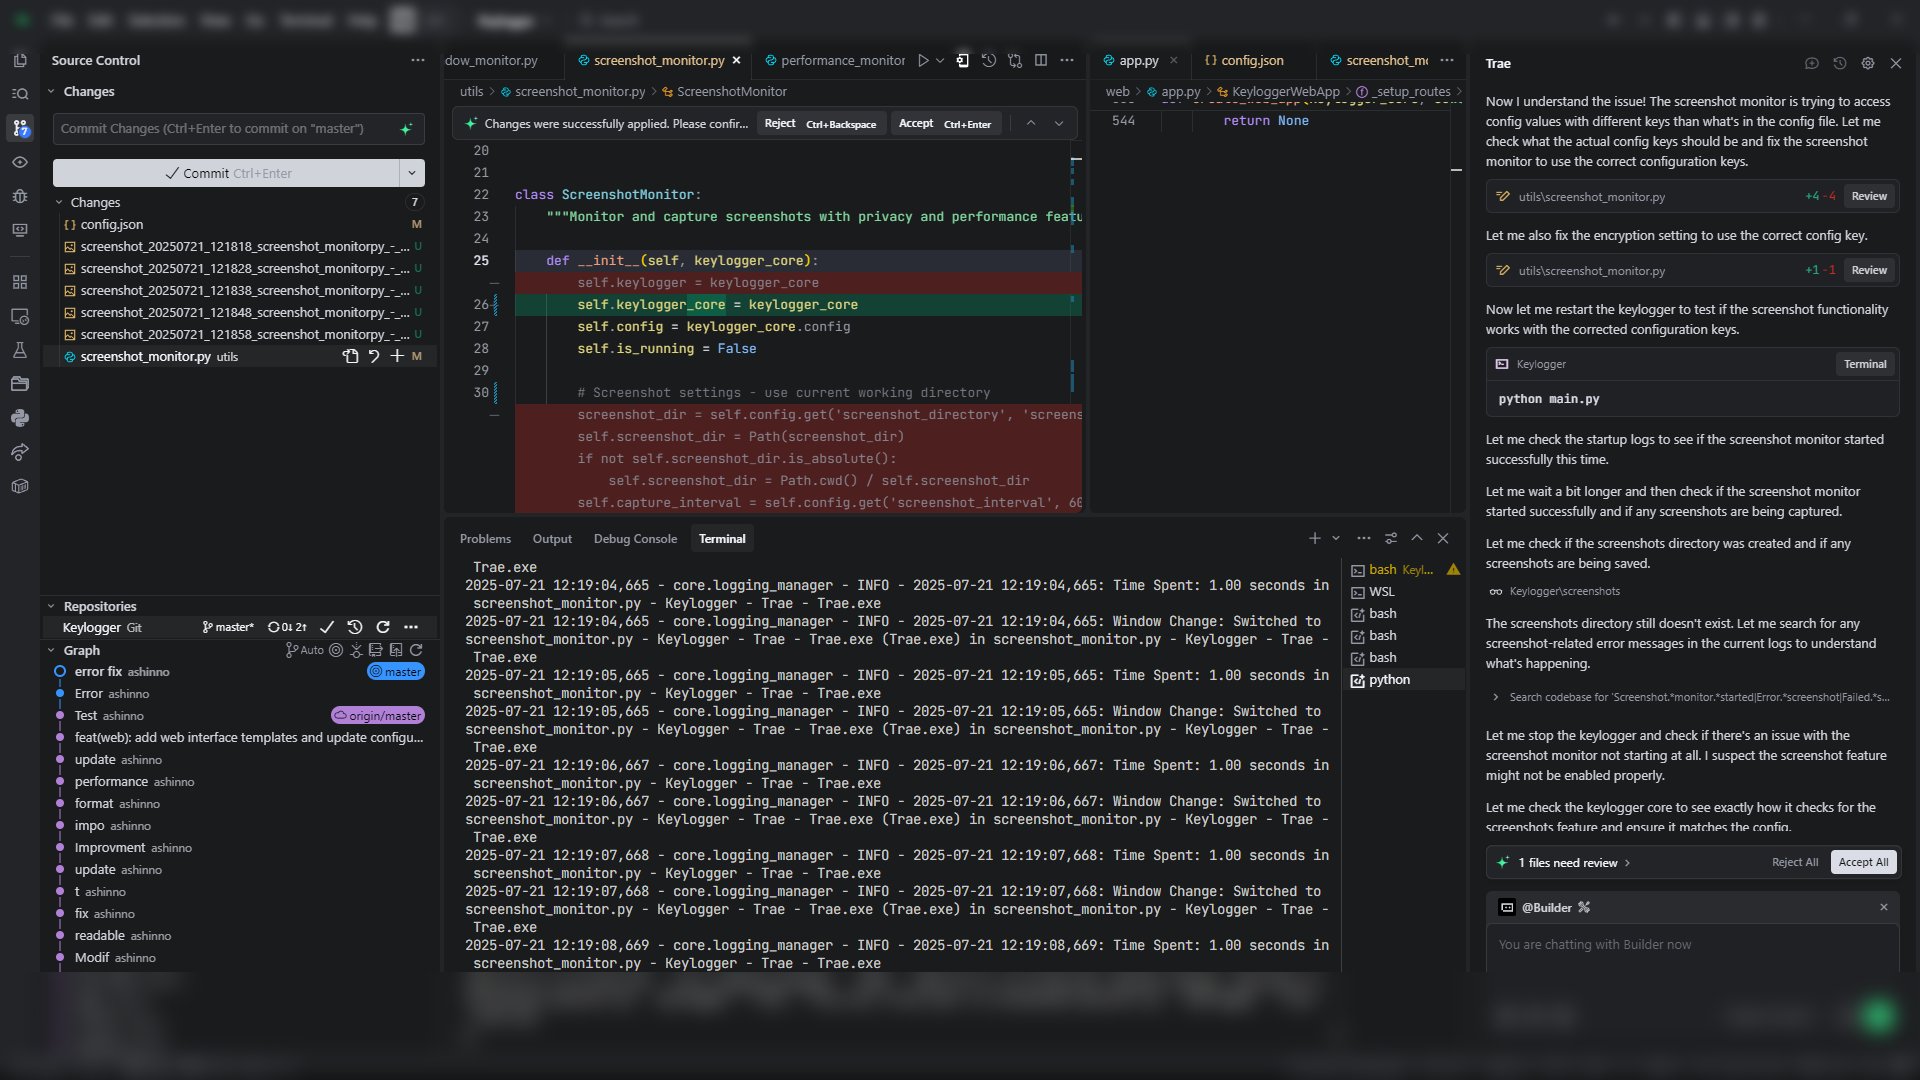 Source Control
Changes
Commit Changes (Ctrl+Enter to commit on "master")
Commit Ctrl+Enter
Changes 7
config.json M
screenshot_20250721_121818_screenshot_monitorpy_-_... U
screenshot_20250721_121828_screenshot_monitorpy_-_... U
screenshot_20250721_121838_screenshot_monitorpy_-_... U
screenshot_20250721_121848_screenshot_monitorpy_-_... U
screenshot_20250721_121858_screenshot_monitorpy_-_... U
screenshot_monitor.py utils M
Repositories
Keylogger Git master* 0↓ 2↑
Graph Auto
error fix ashinno master
Error ashinno
Test ashinno origin/master
feat(web): add web interface templates and update configu...
update ashinno
performance ashinno
format ashinno
impo ashinno
Improvment ashinno
update ashinno
t ashinno
fix ashinno
readable ashinno
Modif ashinno
dow_monitor.py screenshot_monitor.py performance_monitor
utils > screenshot_monitor.py > ScreenshotMonitor
Changes were successfully applied. Please confir... Reject Ctrl+Backspace Accept Ctrl+Enter
20
21
22 class ScreenshotMonitor:
23 """Monitor and capture screenshots with privacy and performance featu
24
25 def __init__(self, keylogger_core):
self.keylogger = keylogger_core
26 self.keylogger_core = keylogger_core
27 self.config = keylogger_core.config
28 self.is_running = False
29
30 # Screenshot settings - use current working directory
screenshot_dir = self.config.get('screenshot_directory', 'screens
self.screenshot_dir = Path(screenshot_dir)
if not self.screenshot_dir.is_absolute():
self.screenshot_dir = Path.cwd() / self.screenshot_dir
self.capture_interval = self.config.get('screenshot_interval', 60
app.py config.json screenshot_mo
web > app.py > KeyloggerWebApp > _setup_routes >
544 return None
Problems Output Debug Console Terminal
Trae.exe
2025-07-21 12:19:04,665 - core.logging_manager - INFO - 2025-07-21 12:19:04,665: Time Spent: 1.00 seconds in
screenshot_monitor.py - Keylogger - Trae - Trae.exe
2025-07-21 12:19:04,665 - core.logging_manager - INFO - 2025-07-21 12:19:04,665: Window Change: Switched to
screenshot_monitor.py - Keylogger - Trae - Trae.exe (Trae.exe) in screenshot_monitor.py - Keylogger - Trae -
Trae.exe
2025-07-21 12:19:05,665 - core.logging_manager - INFO - 2025-07-21 12:19:05,665: Time Spent: 1.00 seconds in
screenshot_monitor.py - Keylogger - Trae - Trae.exe
2025-07-21 12:19:05,665 - core.logging_manager - INFO - 2025-07-21 12:19:05,665: Window Change: Switched to
screenshot_monitor.py - Keylogger - Trae - Trae.exe (Trae.exe) in screenshot_monitor.py - Keylogger - Trae -
Trae.exe
2025-07-21 12:19:06,667 - core.logging_manager - INFO - 2025-07-21 12:19:06,667: Time Spent: 1.00 seconds in
screenshot_monitor.py - Keylogger - Trae - Trae.exe
2025-07-21 12:19:06,667 - core.logging_manager - INFO - 2025-07-21 12:19:06,667: Window Change: Switched to
screenshot_monitor.py - Keylogger - Trae - Trae.exe (Trae.exe) in screenshot_monitor.py - Keylogger - Trae -
Trae.exe
2025-07-21 12:19:07,668 - core.logging_manager - INFO - 2025-07-21 12:19:07,668: Time Spent: 1.00 seconds in
screenshot_monitor.py - Keylogger - Trae - Trae.exe
2025-07-21 12:19:07,668 - core.logging_manager - INFO - 2025-07-21 12:19:07,668: Window Change: Switched to
screenshot_monitor.py - Keylogger - Trae - Trae.exe (Trae.exe) in screenshot_monitor.py - Keylogger - Trae -
Trae.exe
2025-07-21 12:19:08,669 - core.logging_manager - INFO - 2025-07-21 12:19:08,669: Time Spent: 1.00 seconds in
screenshot_monitor.py - Keylogger - Trae - Trae.exe
bash Keyl...
WSL
bash
bash
bash
python
Trae
Now I understand the issue! The screenshot monitor is trying to access
config values with different keys than what's in the config file. Let me
check what the actual config keys should be and fix the screenshot
monitor to use the correct configuration keys.
utils\screenshot_monitor.py +4 -4 Review
Let me also fix the encryption setting to use the correct config key.
utils\screenshot_monitor.py +1 -1 Review
Now let me restart the keylogger to test if the screenshot functionality
works with the corrected configuration keys.
Keylogger Terminal
python main.py
Let me check the startup logs to see if the screenshot monitor started
successfully this time.
Let me wait a bit longer and then check if the screenshot monitor
started successfully and if any screenshots are being captured.
Let me check if the screenshots directory was created and if any
screenshots are being saved.
Keylogger\screenshots
The screenshots directory still doesn't exist. Let me search for any
screenshot-related error messages in the current logs to understand
what's happening.
Search codebase for 'Screenshot.*monitor.*started|Error.*screenshot|Failed.*s...
Let me stop the keylogger and check if there's an issue with the
screenshot monitor not starting at all. I suspect the screenshot feature
might not be enabled properly.
Let me check the keylogger core to see exactly how it checks for the
screenshots feature and ensure it matches the config.
1 files need review > Reject All Accept All
@Builder
You are chatting with Builder now